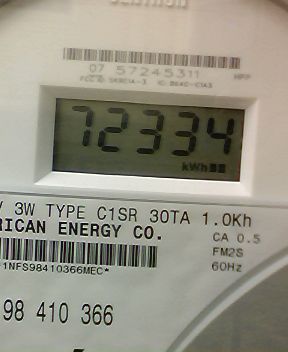 07 57245311
72334
kWh
V 3W TYPE C1SR 30TA 1.0Kh
RICAN ENERGY CO.
CA 0.5
FM2S
60Hz
1NFS98410366MEC*
98 410 366